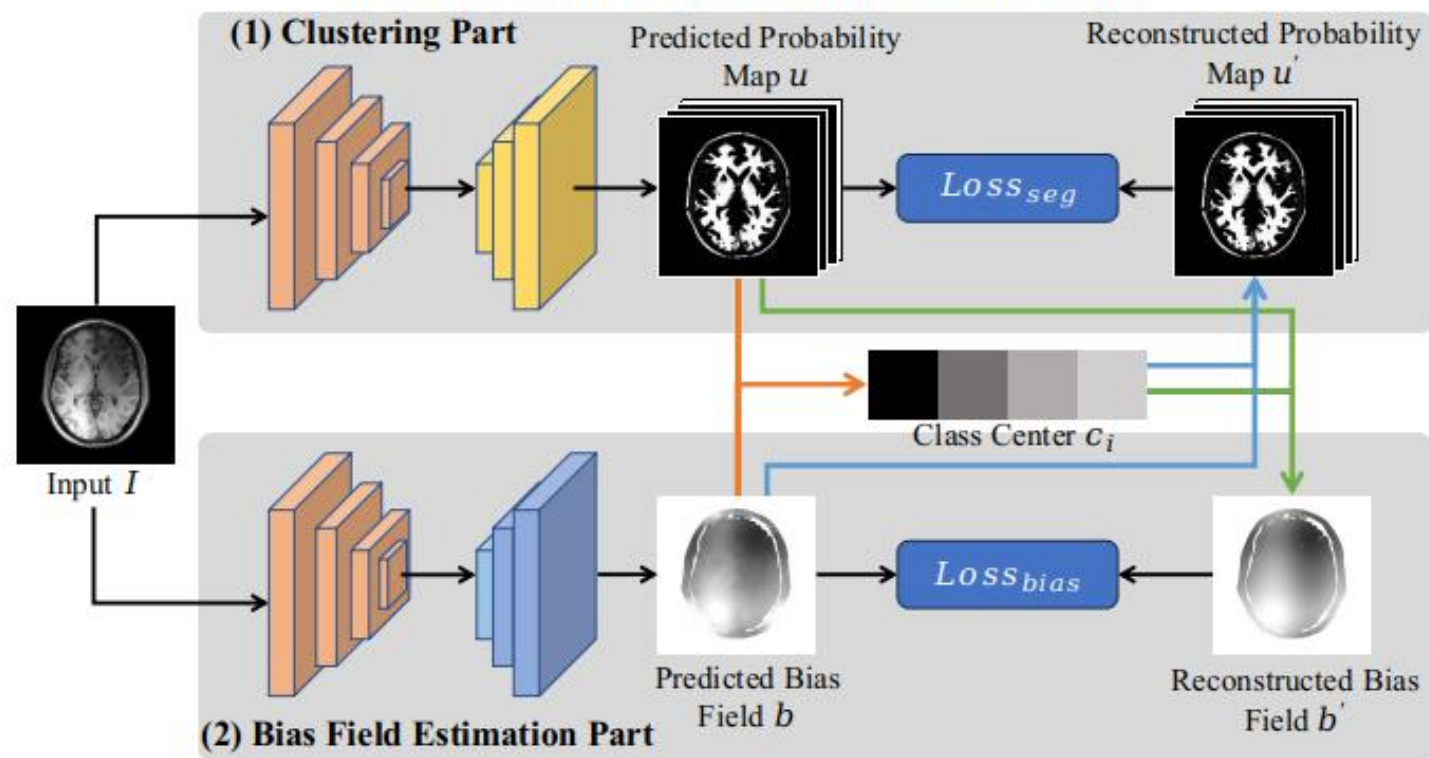 (1) Clustering Part
Predicted Probability
Map u
Reconstructed Probability
Map u'
Loss_seg
Input I
Class Center c_i
Loss_bias
Predicted Bias
Field b
Reconstructed Bias
Field b'
(2) Bias Field Estimation Part